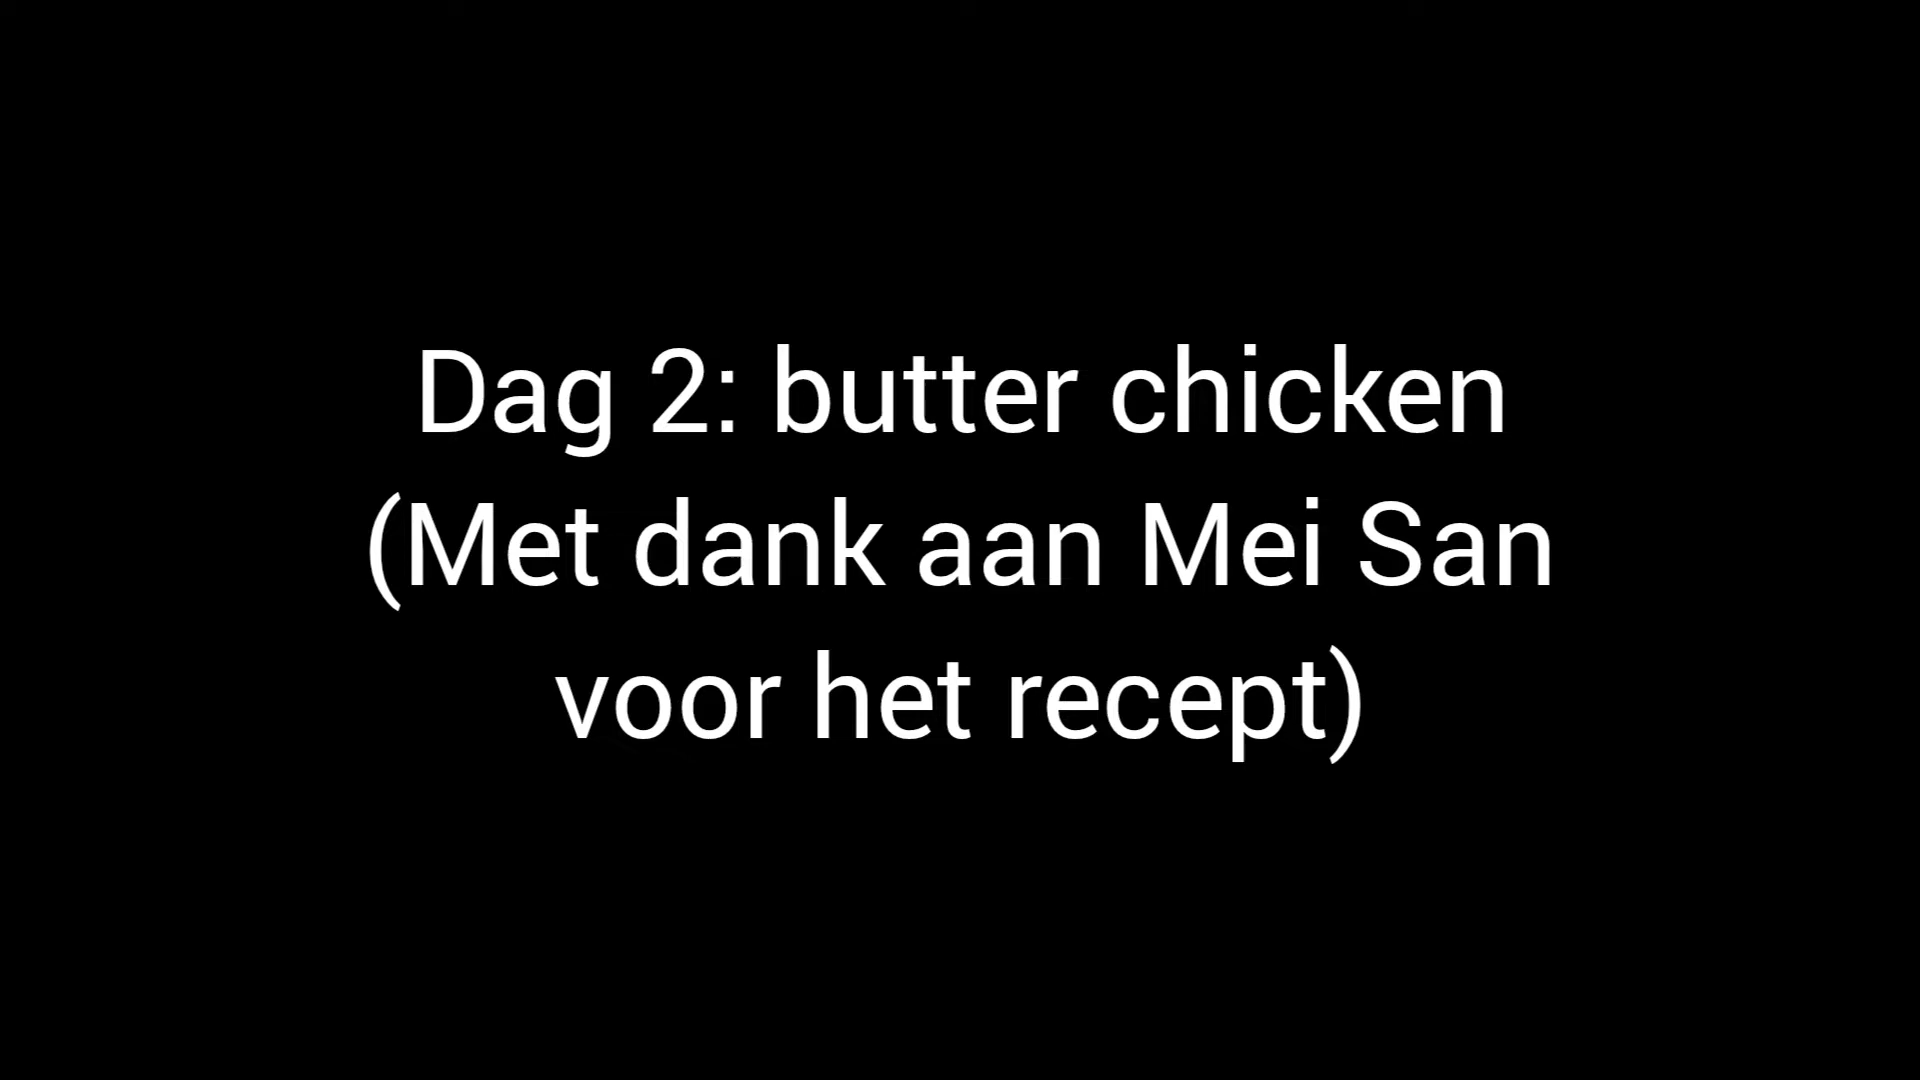 Dag 2: butter chicken
(Met dank aan Mei San
voor het recept)